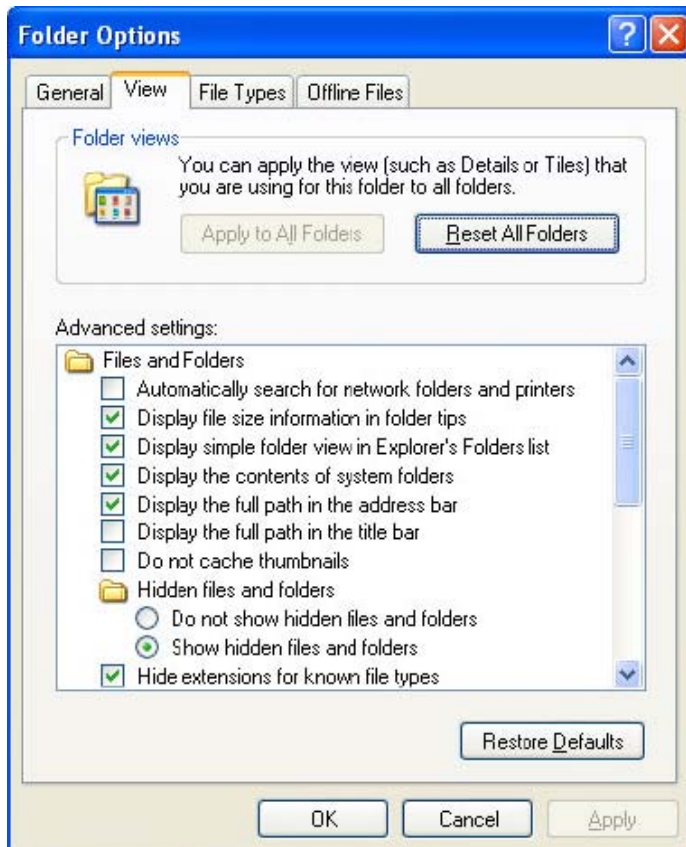 Folder Options
?
General View File Types Offline Files
Folder views
You can apply the view (such as Details or Tiles) that
you are using for this folder to all folders.
Apply to All Folders Reset All Folders
Advanced settings:
Files and Folders
Automatically search for network folders and printers
Display file size information in folder tips
Display simple folder view in Explorer's Folders list
Display the contents of system folders
Display the full path in the address bar
Display the full path in the title bar
Do not cache thumbnails
Hidden files and folders
Do not show hidden files and folders
Show hidden files and folders
Hide extensions for known file types
Restore Defaults
OK Cancel Apply